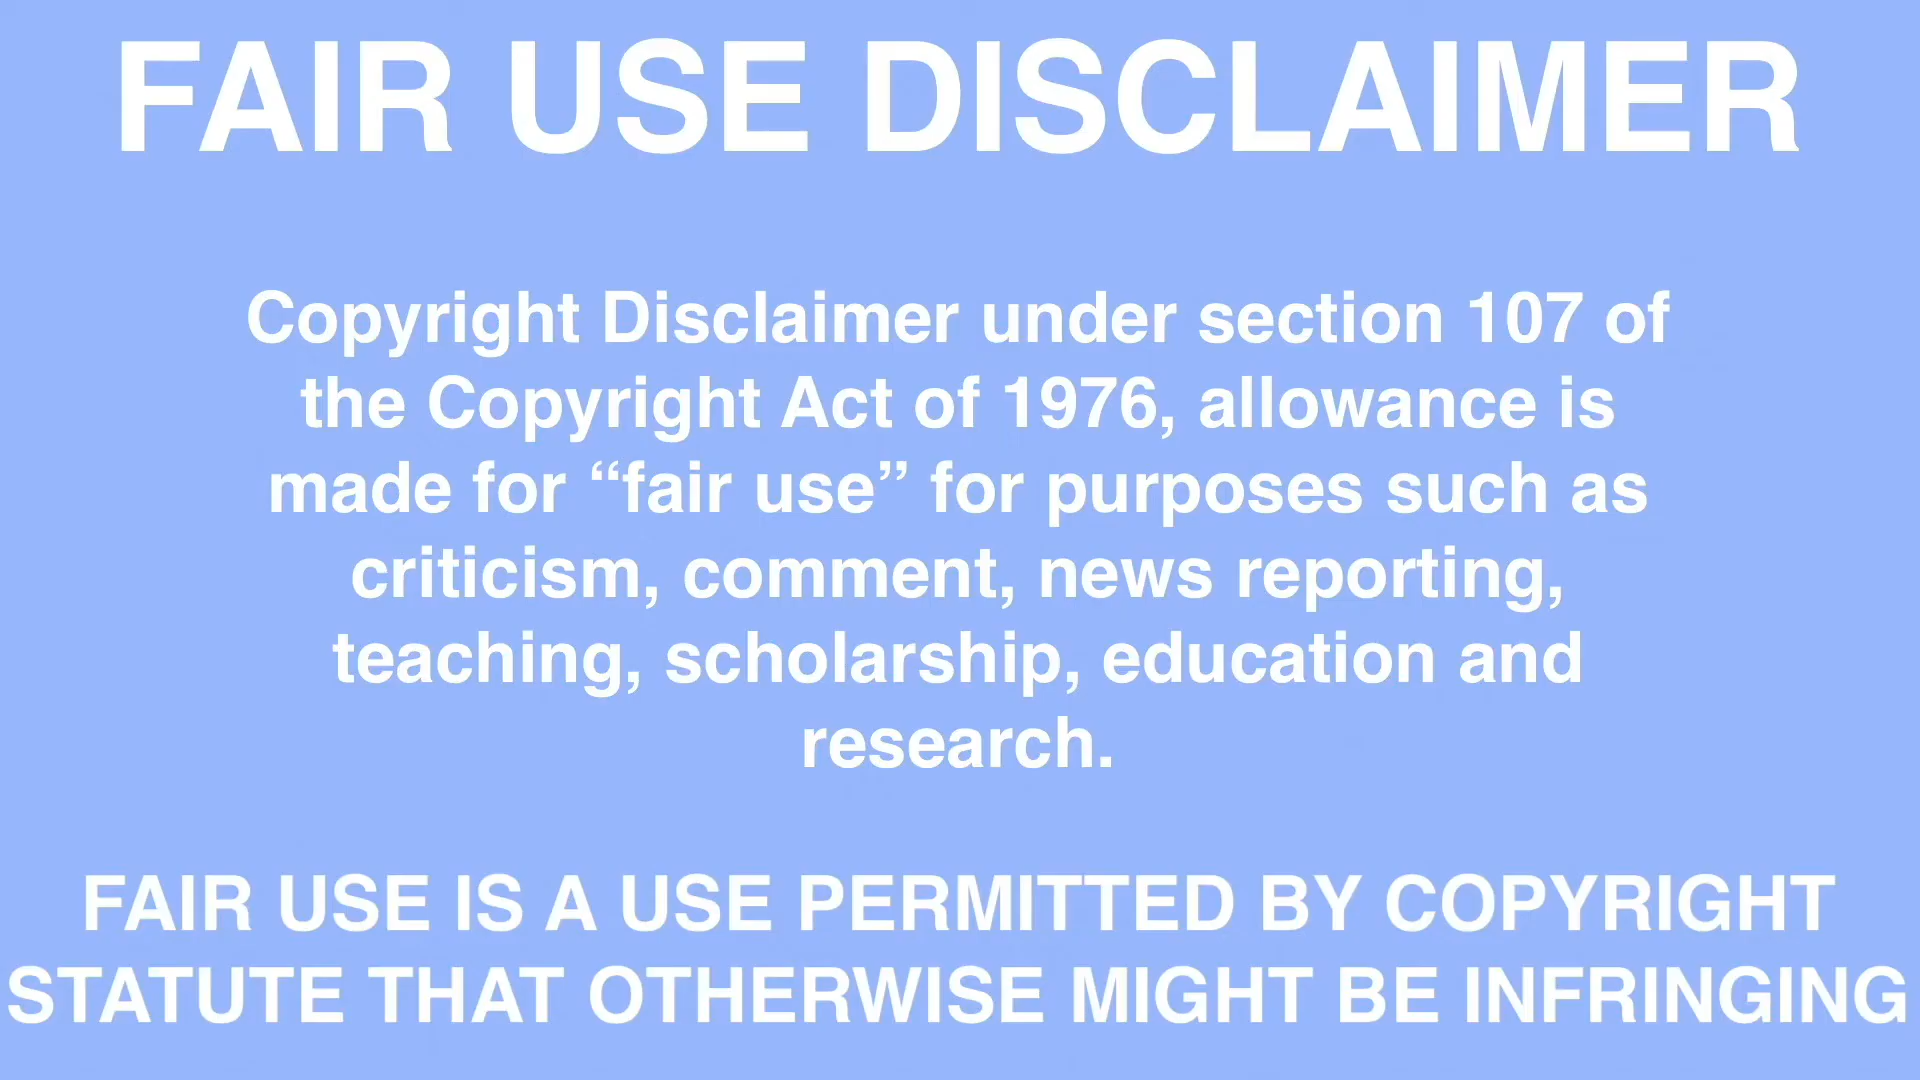 FAIR USE DISCLAIMER
Copyright Disclaimer under section 107 of
the Copyright Act of 1976, allowance is
made for “fair use” for purposes such as
criticism, comment, news reporting,
teaching, scholarship, education and
research.
FAIR USE IS A USE PERMITTED BY COPYRIGHT
STATUTE THAT OTHERWISE MIGHT BE INFRINGING